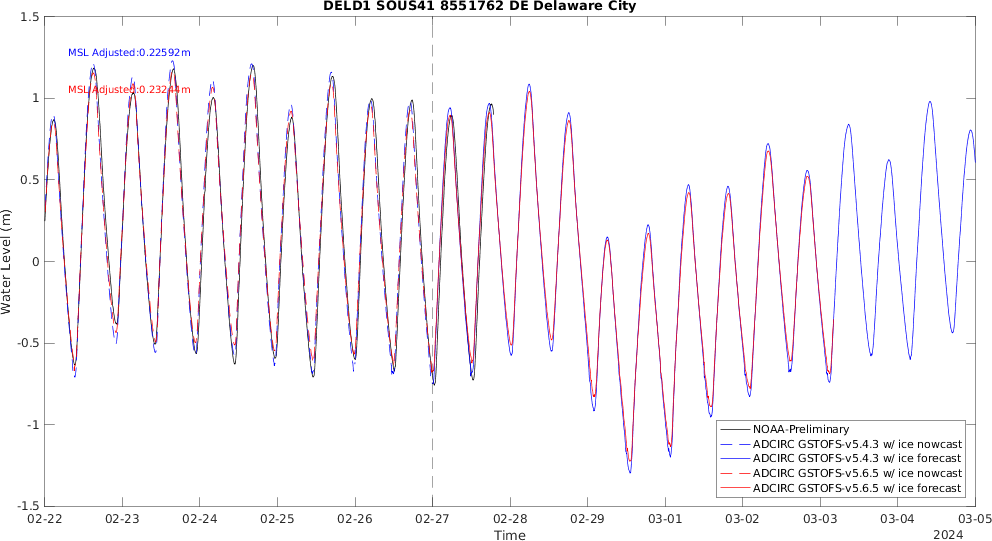 DELD1 SOUS41 8551762 DE Delaware City
1.5
MSL Adjusted:0.22592m
MSL Adjusted:0.23244m
1
0.5
0
-0.5
-1
-1.5
Water Level (m)
NOAA-Preliminary
ADCIRC GSTOFS-v5.4.3 w/ ice nowcast
ADCIRC GSTOFS-v5.4.3 w/ ice forecast
ADCIRC GSTOFS-v5.6.5 w/ ice nowcast
ADCIRC GSTOFS-v5.6.5 w/ ice forecast
02-22 02-23 02-24 02-25 02-26 02-27 02-28 02-29 03-01 03-02 03-03 03-04 03-05
Time
2024